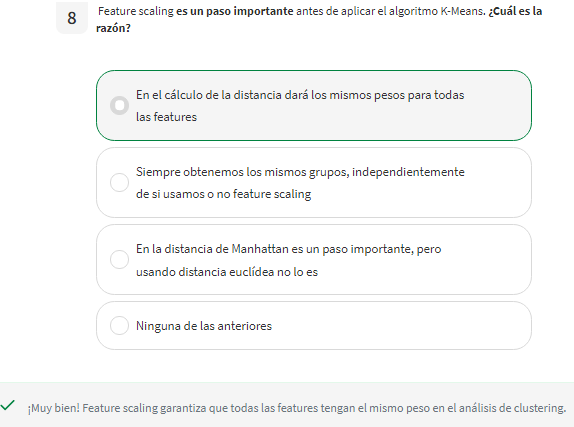 8
Feature scaling es un paso importante antes de aplicar el algoritmo K-Means. ¿Cuál es la
razón?
En el cálculo de la distancia dará los mismos pesos para todas
las features
Siempre obtenemos los mismos grupos, independientemente
de si usamos o no feature scaling
En la distancia de Manhattan es un paso importante, pero
usando distancia euclídea no lo es
Ninguna de las anteriores
¡Muy bien! Feature scaling garantiza que todas las features tengan el mismo peso en el análisis de clustering.